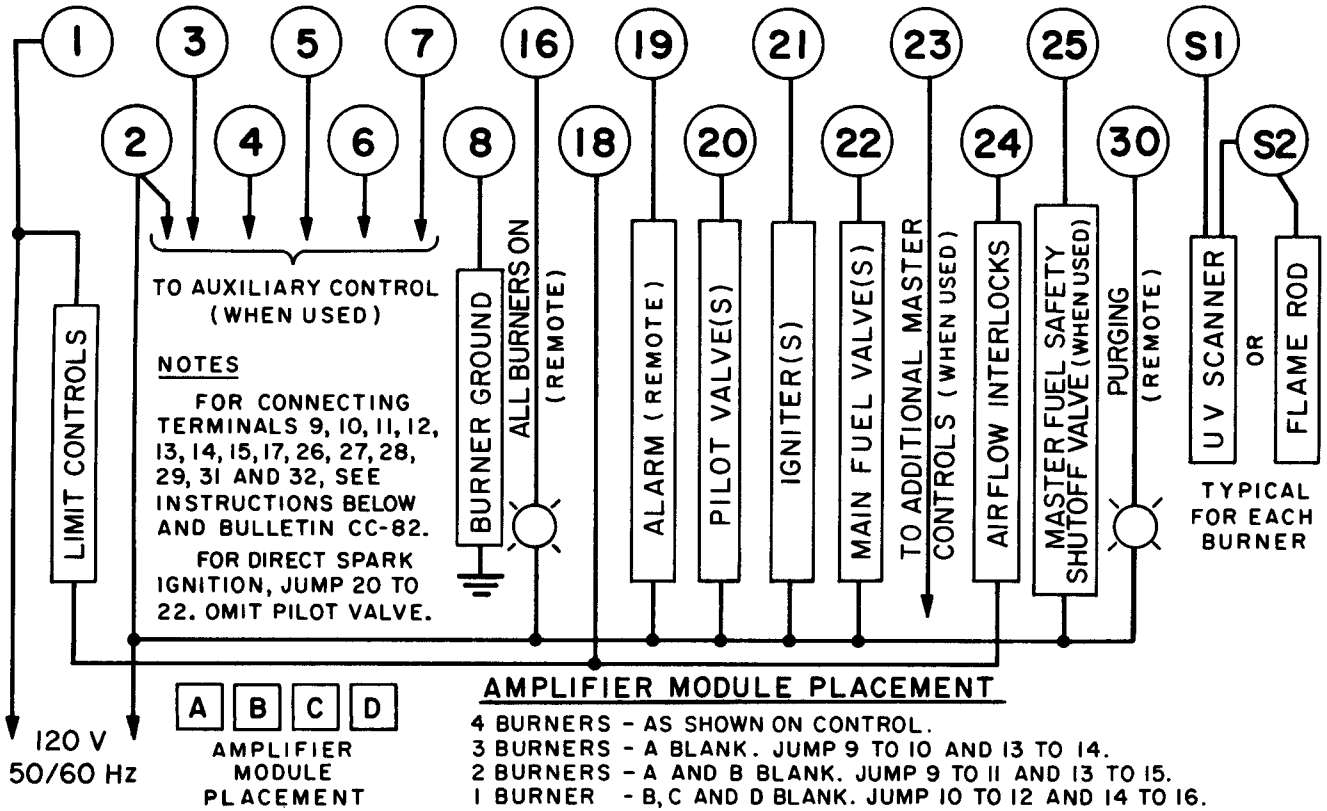 1
3
5
7
16
19
21
23
25
S1
2
4
6
8
18
20
22
24
30
S2
TO AUXILIARY CONTROL
(WHEN USED)
NOTES
FOR CONNECTING
TERMINALS 9, 10, 11, 12,
13, 14, 15, 17, 26, 27, 28,
29, 31 AND 32, SEE
INSTRUCTIONS BELOW
AND BULLETIN CC-82.
FOR DIRECT SPARK
IGNITION, JUMP 20 TO
22. OMIT PILOT VALVE.
LIMIT CONTROLS
BURNER GROUND
ALL BURNERS ON
(REMOTE)
ALARM (REMOTE)
PILOT VALVE(S)
IGNITER(S)
MAIN FUEL VALVE(S)
TO ADDITIONAL MASTER
CONTROLS (WHEN USED)
AIRFLOW INTERLOCKS
MASTER FUEL SAFETY
SHUTOFF VALVE (WHEN USED)
PURGING
(REMOTE)
UV SCANNER
OR
FLAME ROD
TYPICAL
FOR EACH
BURNER
120 V
50/60 Hz
A B C D
AMPLIFIER
MODULE
PLACEMENT
AMPLIFIER MODULE PLACEMENT
4 BURNERS - AS SHOWN ON CONTROL.
3 BURNERS - A BLANK. JUMP 9 TO 10 AND 13 TO 14.
2 BURNERS - A AND B BLANK. JUMP 9 TO 11 AND 13 TO 15.
1 BURNER - B, C AND D BLANK. JUMP 10 TO 12 AND 14 TO 16.